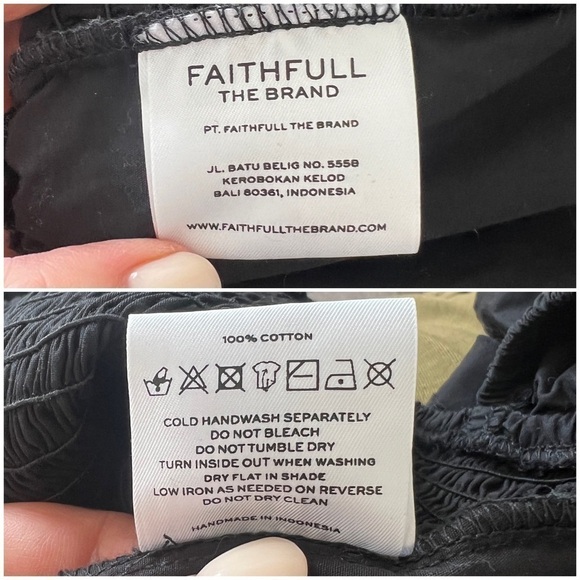 FAITHFULL
THE BRAND
PT. FAITHFULL THE BRAND
JL. BATU BELIG NO. 555B
KEROBOKAN KELOD
BALI 80361, INDONESIA
WWW.FAITHFULLTHEBRAND.COM
100% COTTON
COLD HANDWASH SEPARATELY
DO NOT BLEACH
DO NOT TUMBLE DRY
TURN INSIDE OUT WHEN WASHING
DRY FLAT IN SHADE
LOW IRON AS NEEDED ON REVERSE
DO NOT DRY CLEAN
HANDMADE IN INDONESIA